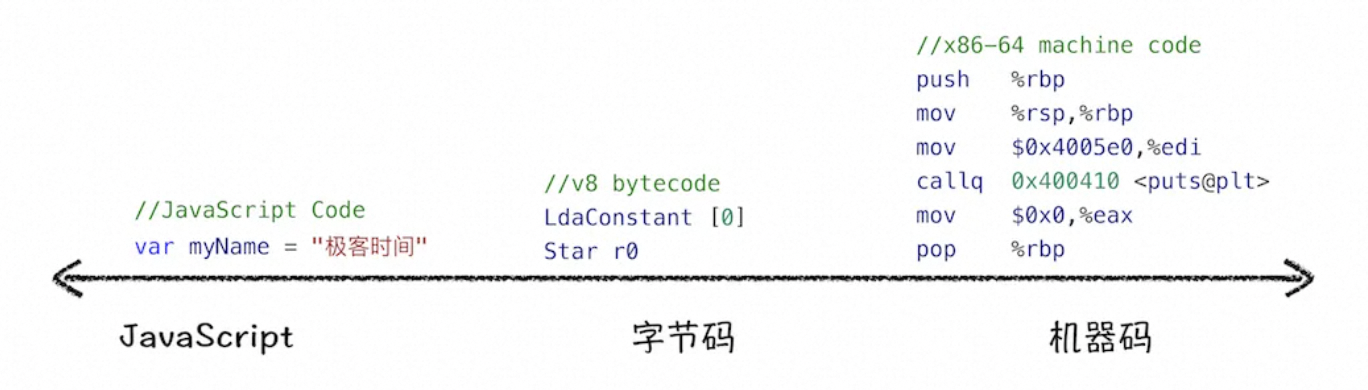 //JavaScript Code
var myName = "极客时间"
//v8 bytecode
LdaConstant [0]
Star r0
//x86-64 machine code
push %rbp
mov %rsp,%rbp
mov $0x4005e0,%edi
callq 0x400410 <puts@plt>
mov $0x0,%eax
pop %rbp
JavaScript
字节码
机器码